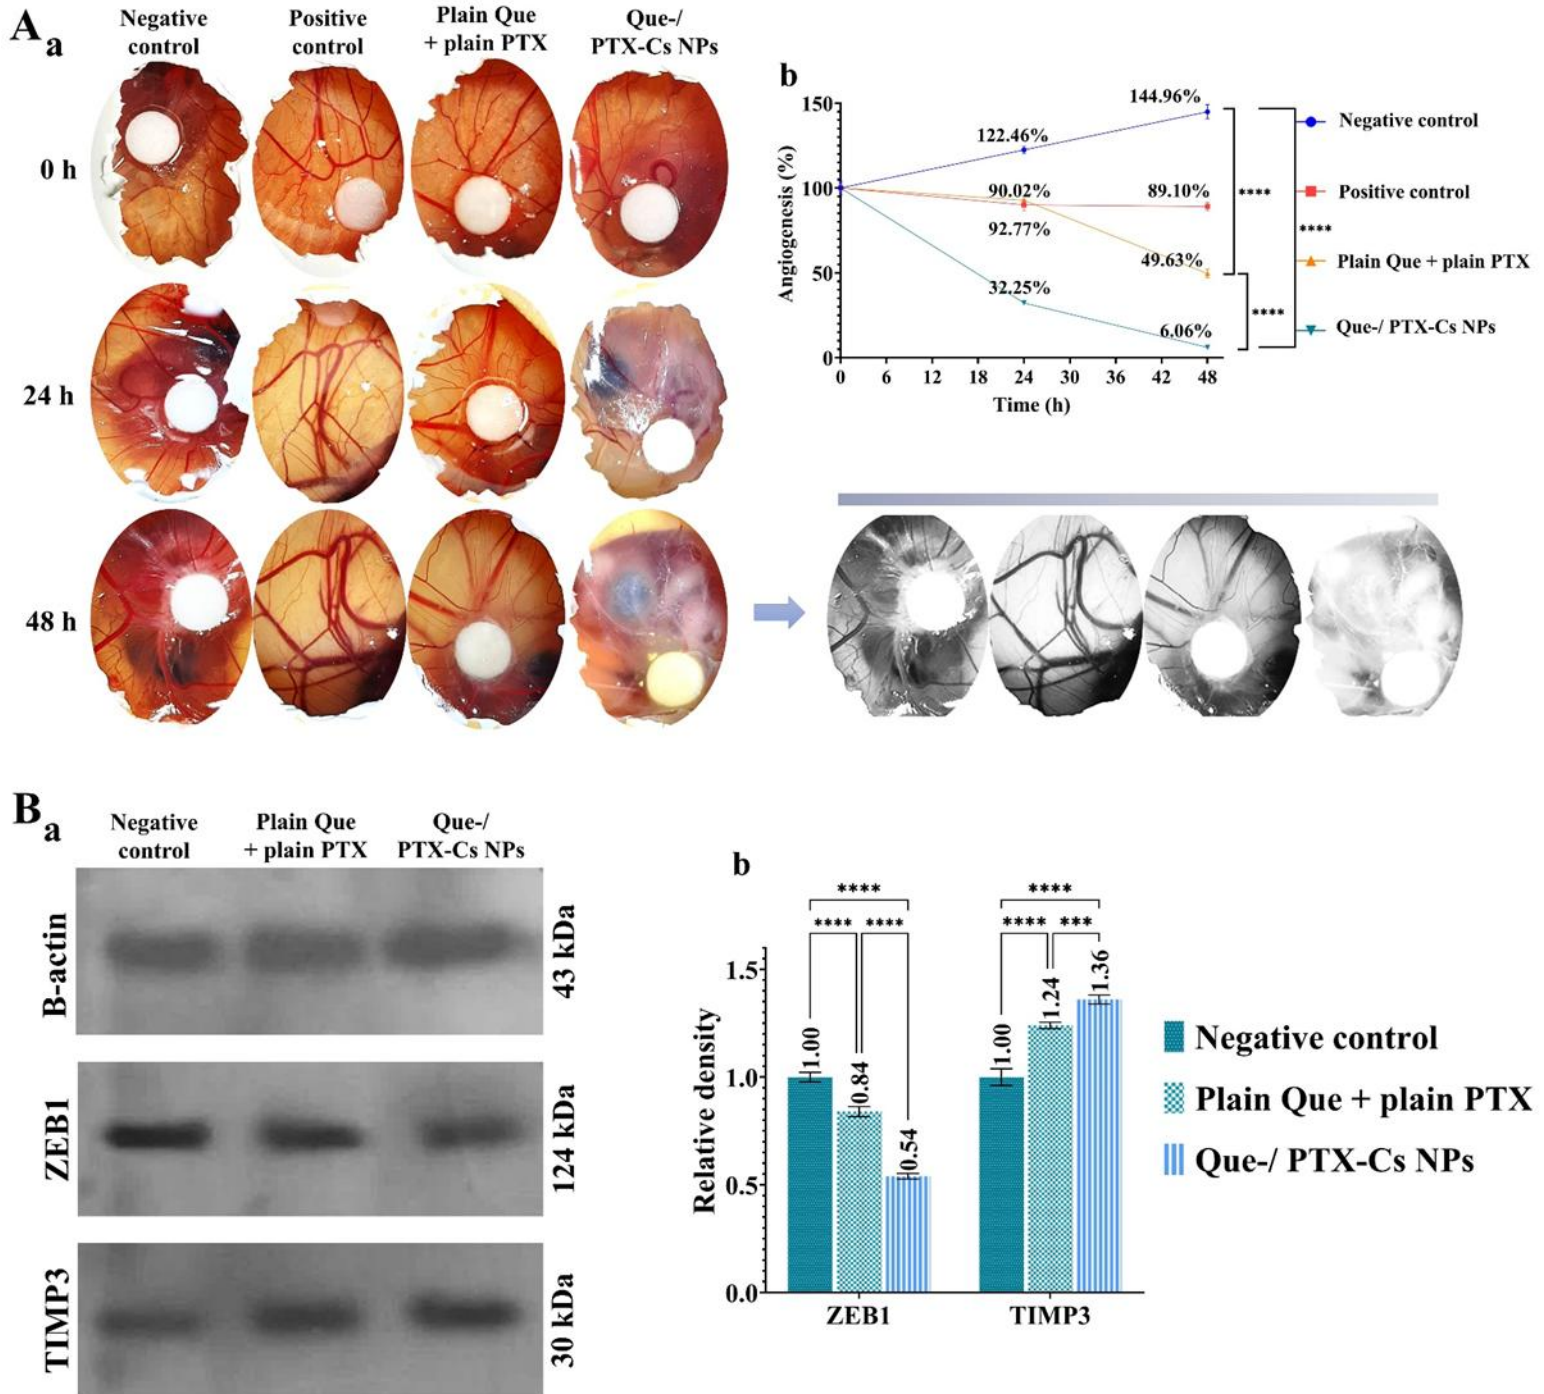 A
a
Negative
control
Positive
control
Plain Que
+ plain PTX
Que-/
PTX-Cs NPs
0 h
24 h
48 h
b
Angiogenesis (%)
150
100
50
0
144.96%
122.46%
90.02%
92.77%
89.10%
49.63%
32.25%
6.06%
****
****
****
0 6 12 18 24 30 36 42 48
Time (h)
Negative control
Positive control
Plain Que + plain PTX
Que-/ PTX-Cs NPs
B
a
Negative
control
Plain Que
+ plain PTX
Que-/
PTX-Cs NPs
B-actin
43 kDa
ZEB1
124 kDa
TIMP3
30 kDa
b
Relative density
1.5
1.0
0.5
0.0
****
**** ****
1.00
0.84
0.54
****
**** ***
1.00
1.24
1.36
ZEB1 TIMP3
Negative control
Plain Que + plain PTX
Que-/ PTX-Cs NPs